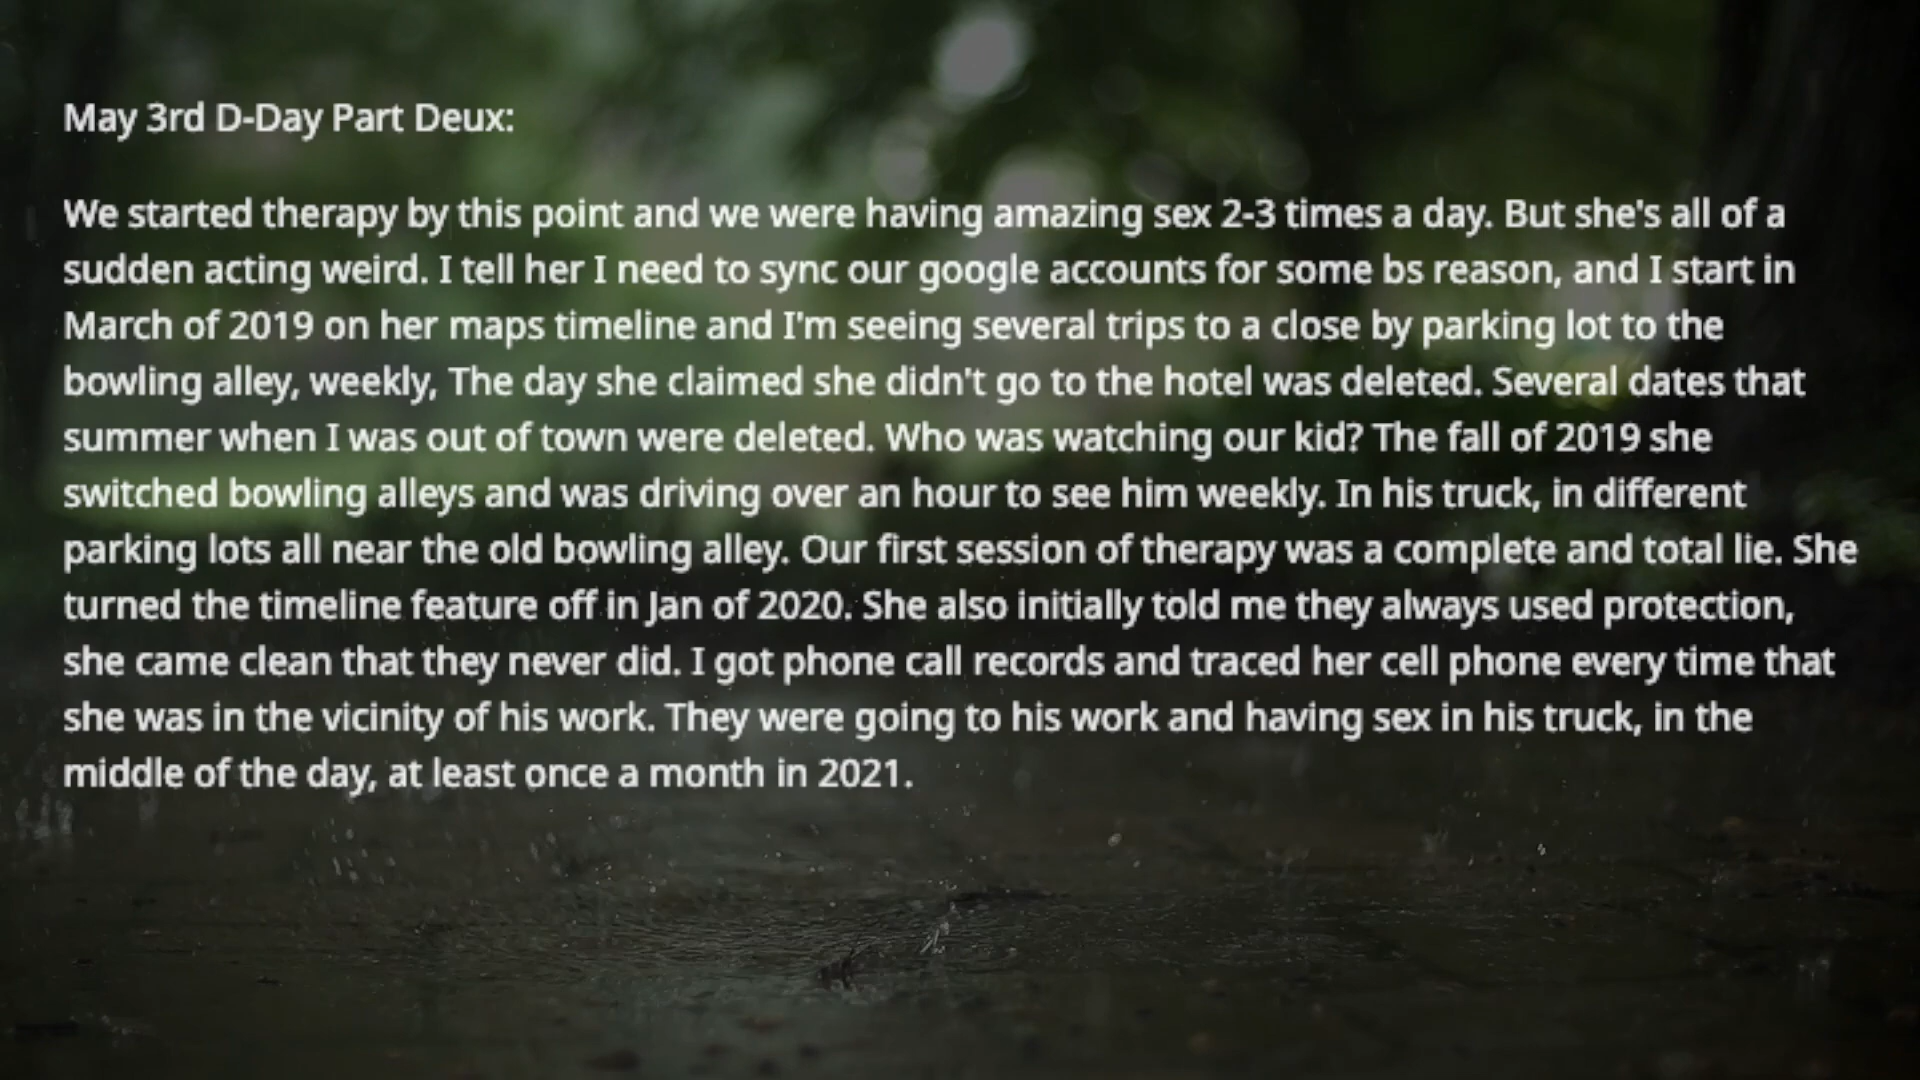 May 3rd D-Day Part Deux:
We started therapy by this point and we were having amazing sex 2-3 times a day. But she's all of a
sudden acting weird. I tell her I need to sync our google accounts for some bs reason, and I start in
March of 2019 on her maps timeline and I'm seeing several trips to a close by parking lot to the
bowling alley, weekly, The day she claimed she didn't go to the hotel was deleted. Several dates that
summer when I was out of town were deleted. Who was watching our kid? The fall of 2019 she
switched bowling alleys and was driving over an hour to see him weekly. In his truck, in different
parking lots all near the old bowling alley. Our first session of therapy was a complete and total lie. She
turned the timeline feature off in Jan of 2020. She also initially told me they always used protection,
she came clean that they never did. I got phone call records and traced her cell phone every time that
she was in the vicinity of his work. They were going to his work and having sex in his truck, in the
middle of the day, at least once a month in 2021.